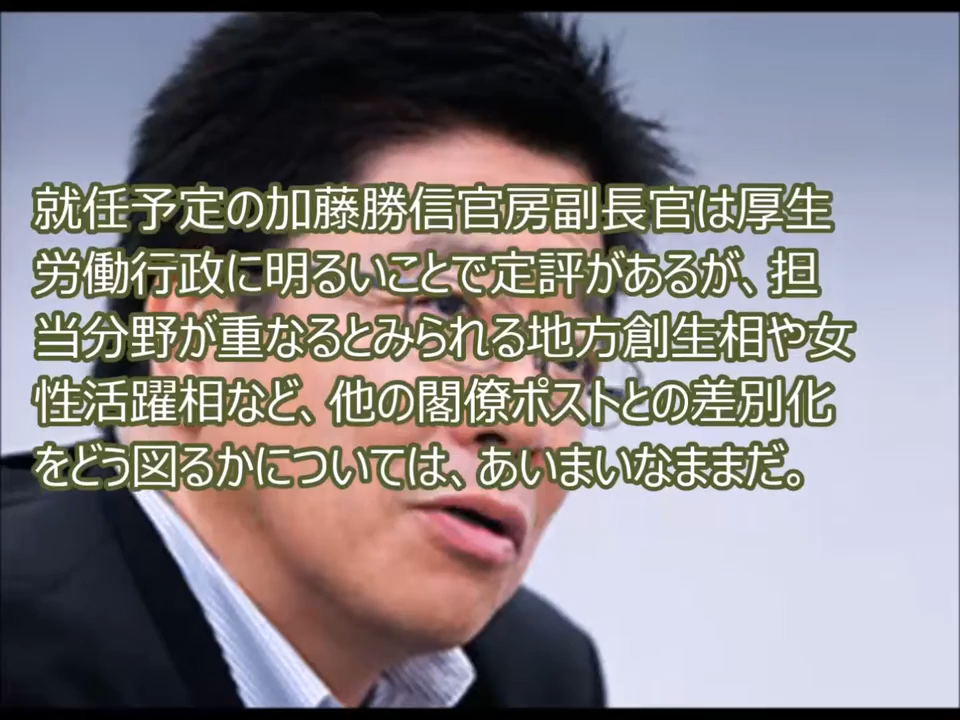 就任予定の加藤勝信官房副長官は厚生
労働行政に明るいことで定評があるが、担
当分野が重なるとみられる地方創生相や女
性活躍相など、他の閣僚ポストとの差別化
をどう図るかについては、あいまいなままだ。